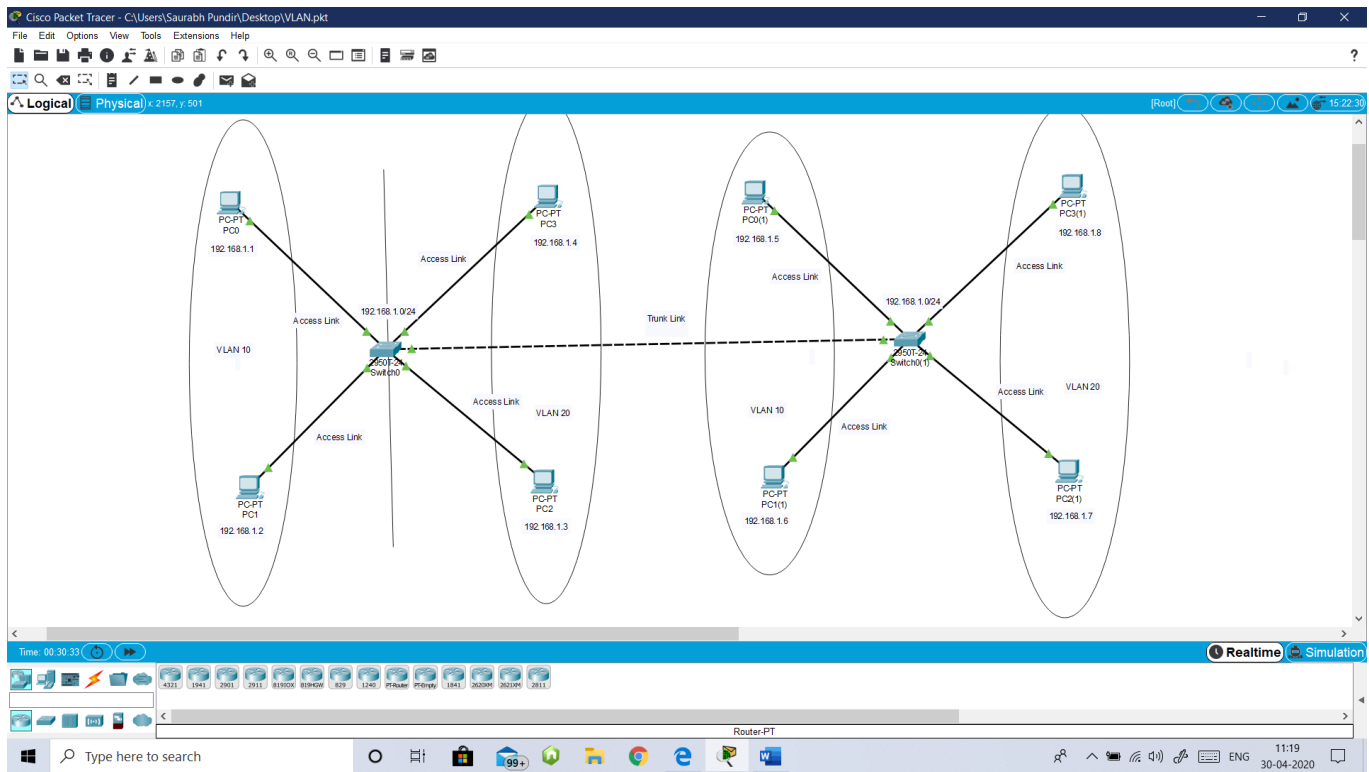 Cisco Packet Tracer - C:\Users\Saurabh Pundir\Desktop\VLAN.pkt
File Edit Options View Tools Extensions Help
?
Logical Physical x: 2157, y: 501 [Root] 15:22:30
PC-PT
PC0
192.168.1.1
PC-PT
PC3
192.168.1.4
Access Link
192.168.1.0/24
Access Link
VLAN 10
2950T-24
Switch0
Access Link
VLAN 20
Access Link
PC-PT
PC1
192.168.1.2
PC-PT
PC2
192.168.1.3
Trunk Link
PC-PT
PC0(1)
192.168.1.5
PC-PT
PC3(1)
192.168.1.8
Access Link
Access Link
192.168.1.0/24
2950T-24
Switch0(1)
Access Link
VLAN 20
VLAN 10
Access Link
PC-PT
PC1(1)
192.168.1.6
PC-PT
PC2(1)
192.168.1.7
Time: 00:30:33 Realtime Simulation
4321 1941 2901 2911 819IOX 819HGW 829 1240 PT-Router PT-Empty 1841 2620XM 2621XM 2811
Router-PT
Type here to search 99+ ENG 11:19
30-04-2020